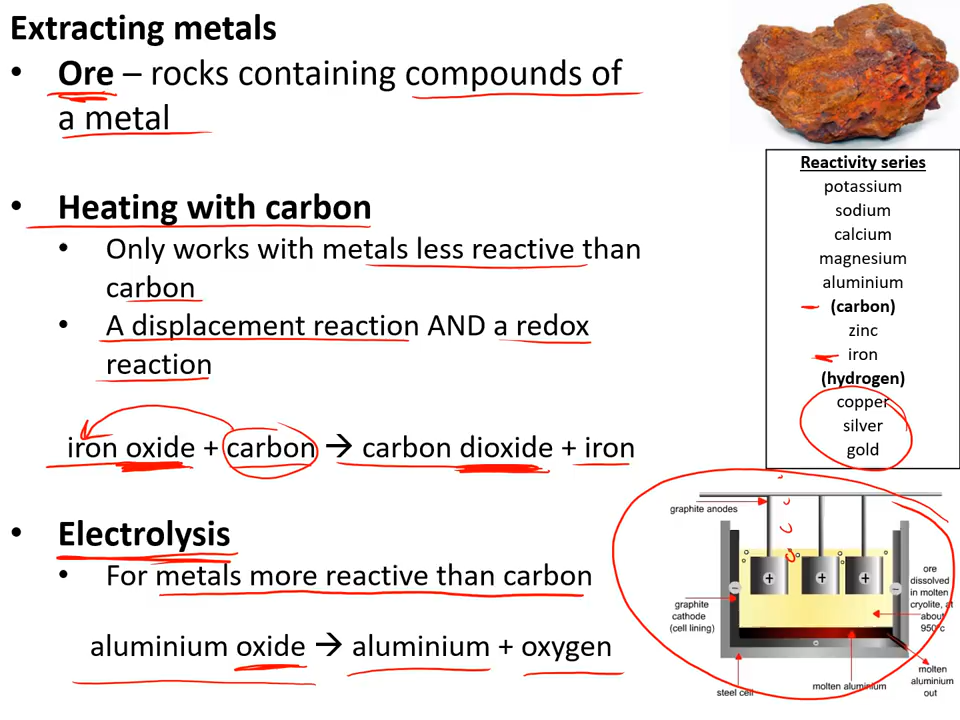 Extracting metals
• Ore – rocks containing compounds of
a metal
• Heating with carbon
• Only works with metals less reactive than
carbon
• A displacement reaction AND a redox
reaction
iron oxide + carbon → carbon dioxide + iron
• Electrolysis
• For metals more reactive than carbon
aluminium oxide → aluminium + oxygen
Reactivity series
potassium
sodium
calcium
magnesium
aluminium
(carbon)
zinc
iron
(hydrogen)
copper
silver
gold
graphite anodes
+ + +
− −
graphite
cathode
(cell lining)
ore
dissolved
in molten
cryolite, at
about
950°c
steel cell
molten aluminium
molten
aluminium
out